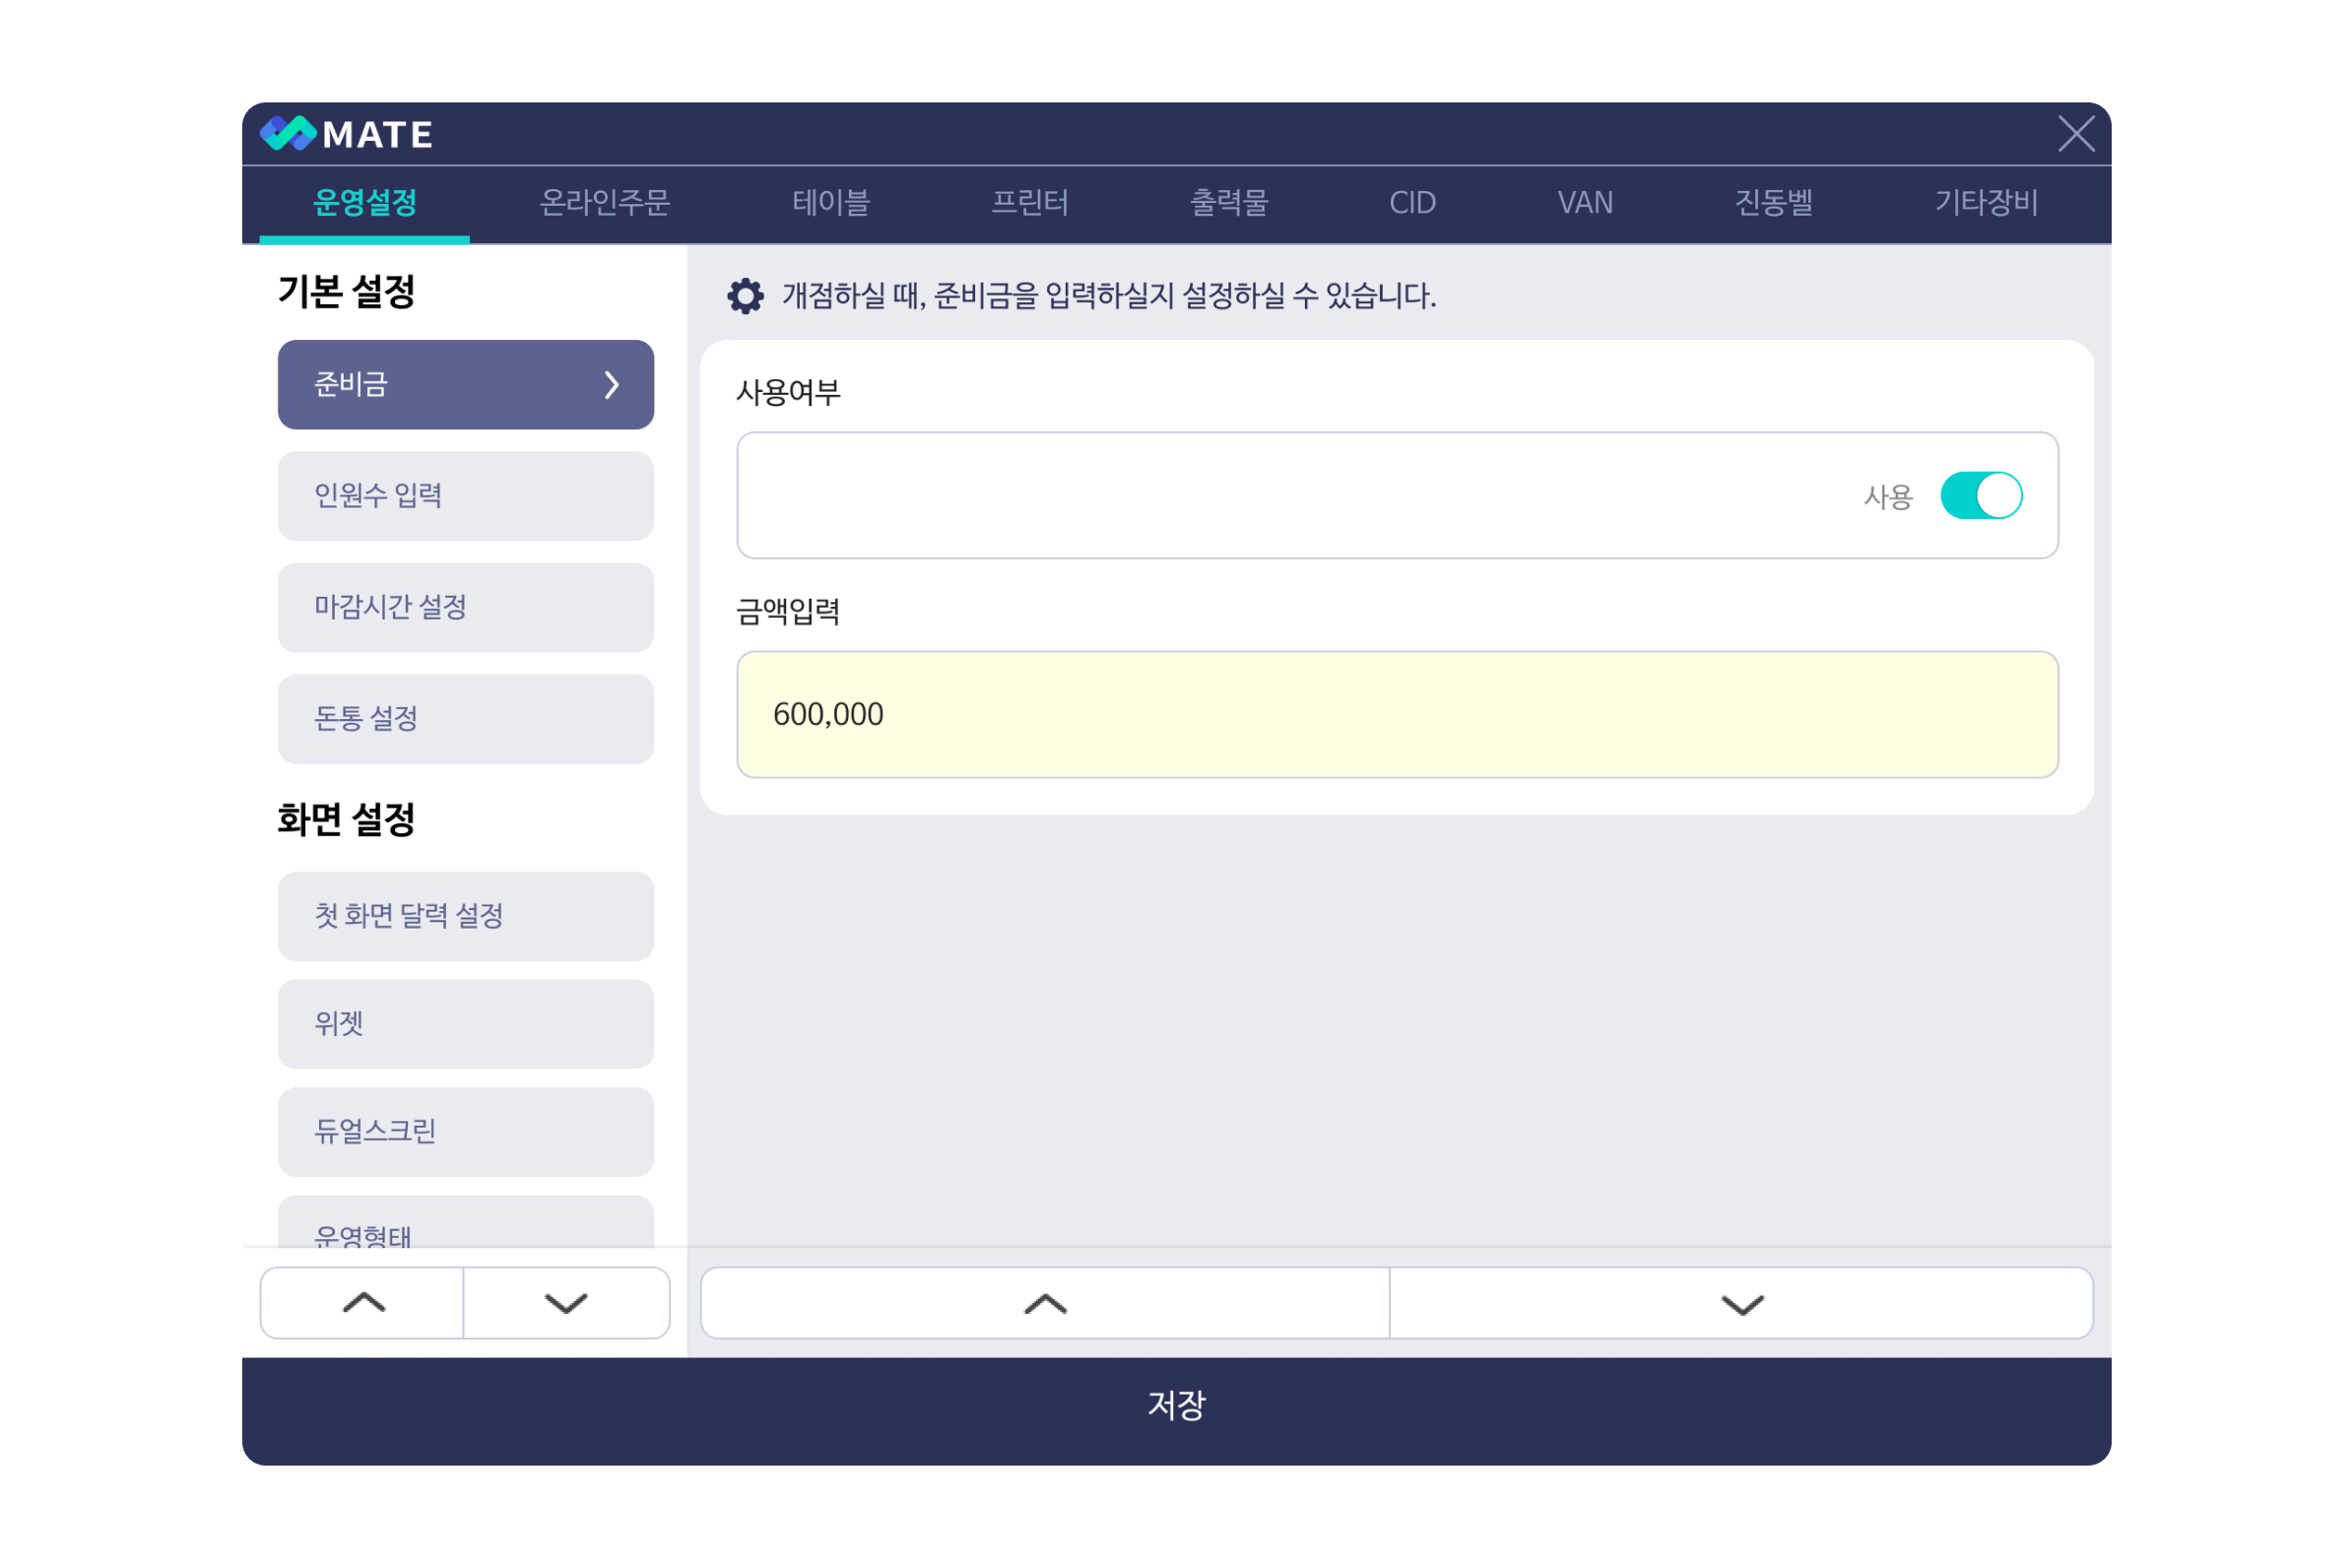 MATE
운영설정 온라인주문 테이블 프린터 출력물 CID VAN 진동벨 기타장비
기본 설정
준비금
인원수 입력
마감시간 설정
돈통 설정
화면 설정
첫 화면 달력 설정
위젯
듀얼스크린
운영형태
개점하실 때, 준비금을 입력하실지 설정하실 수 있습니다.
사용여부
사용
금액입력
600,000
저장